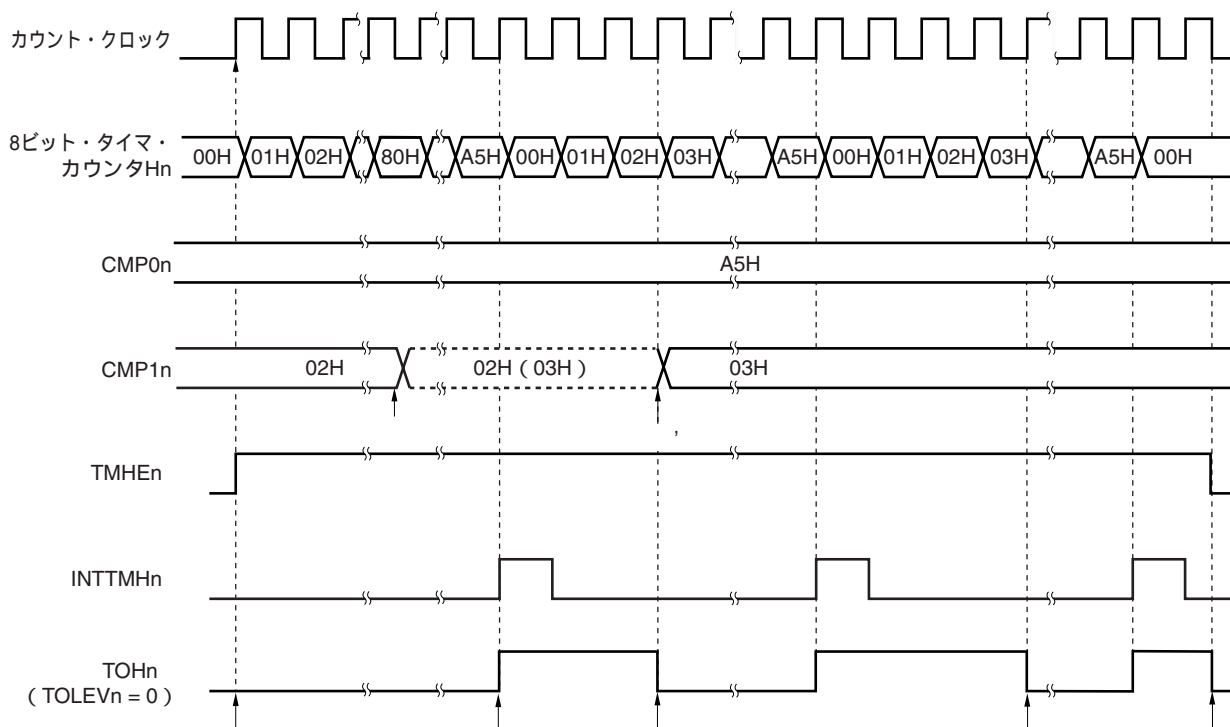 カウント・クロック
8ビット・タイマ・
カウンタHn
00H 01H 02H 80H A5H 00H 01H 02H 03H A5H 00H 01H 02H 03H A5H 00H
CMP0n
A5H
CMP1n
02H 02H（03H） 03H
,
TMHEn
INTTMHn
TOHn
（TOLEVn = 0）